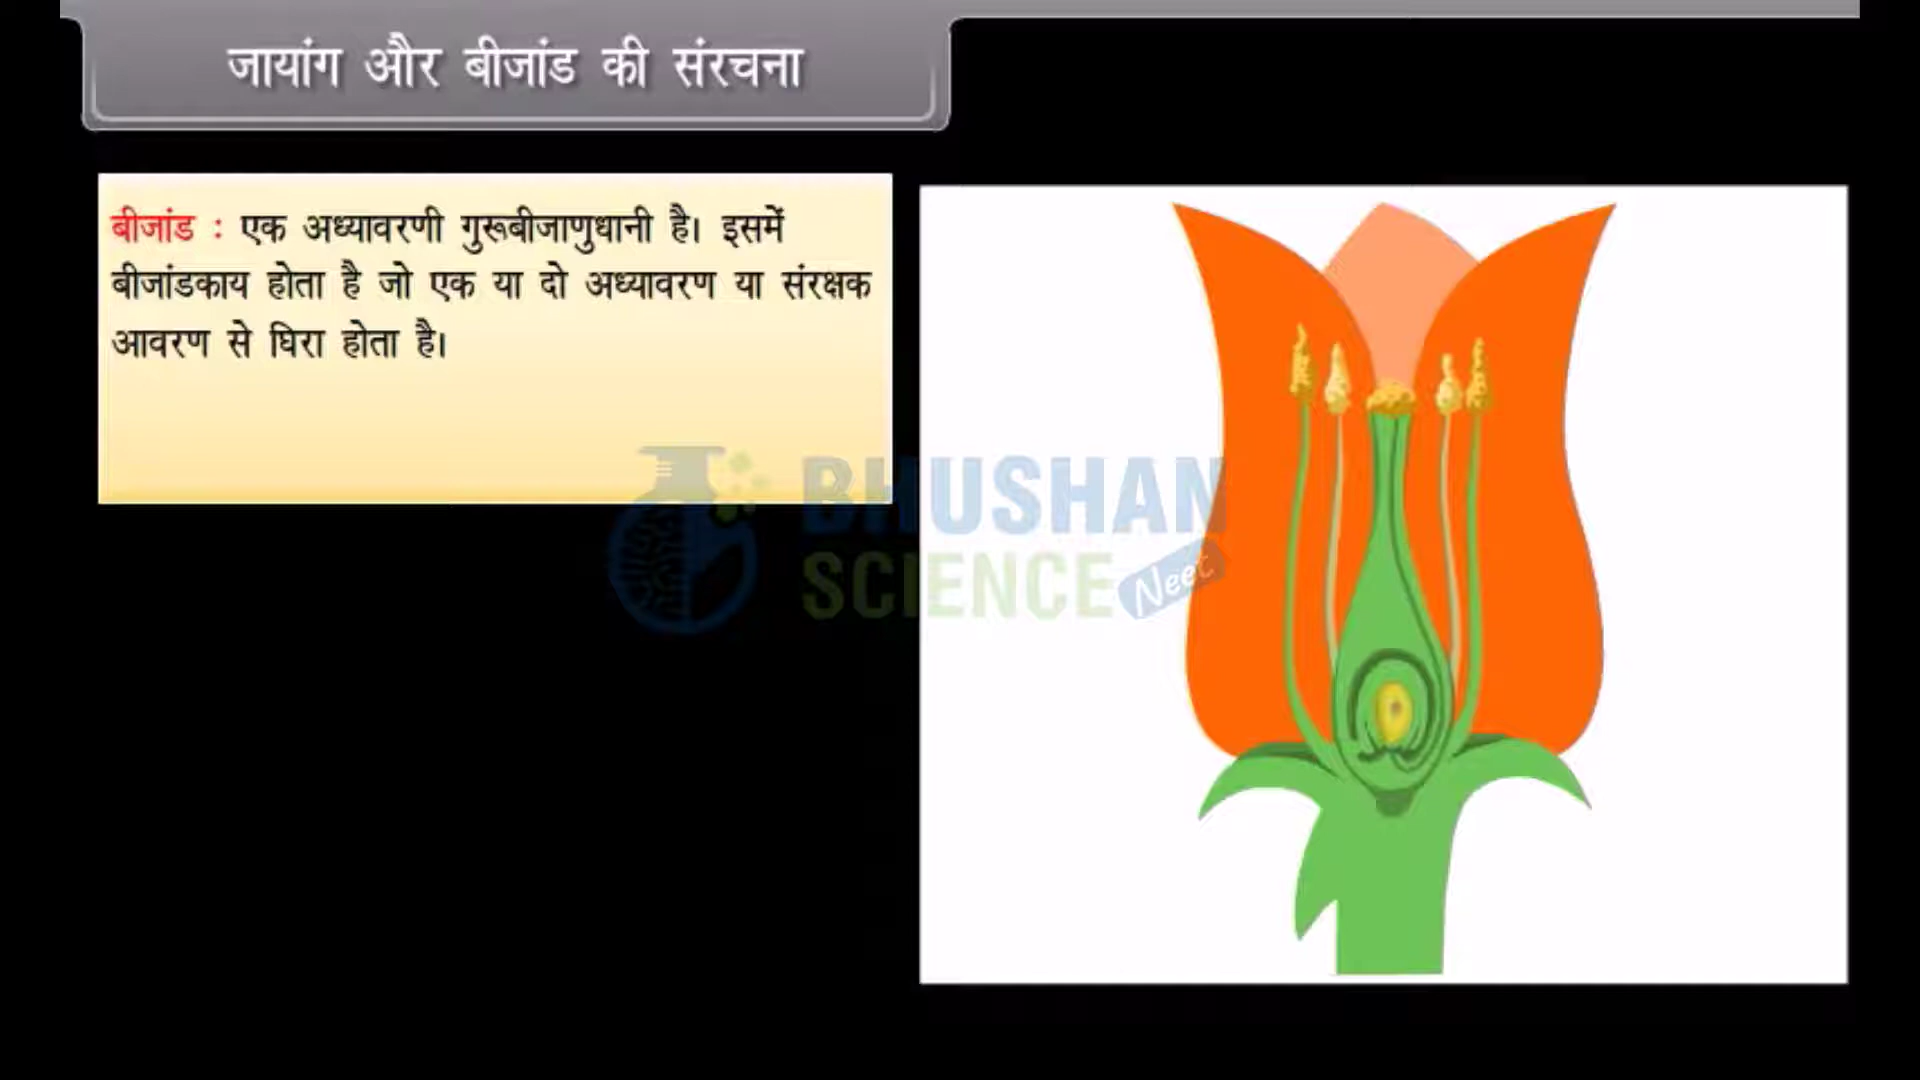 जायांग और बीजांड की संरचना
बीजांड : एक अध्यावरणी गुरूबीजाणुधानी है। इसमें
बीजांडकाय होता है जो एक या दो अध्यावरण या संरक्षक
आवरण से घिरा होता है।
BHUSHAN
SCIENCE
Neet